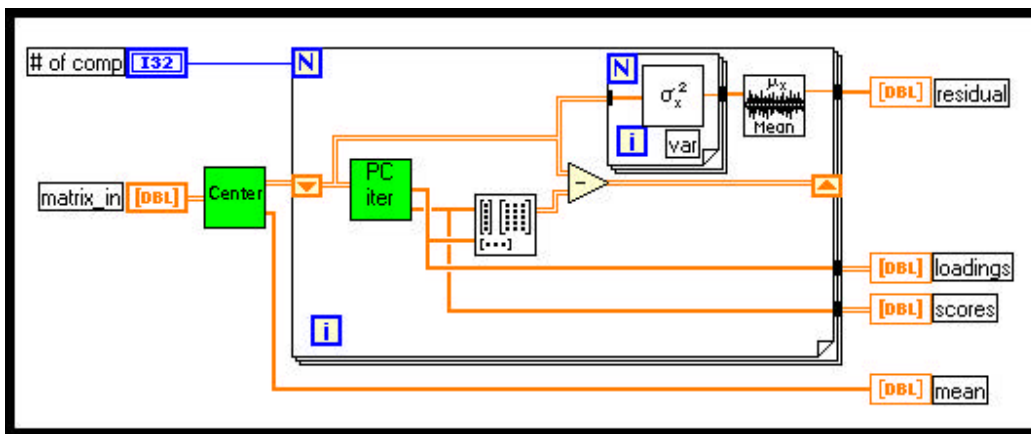 # of comp I32
N
N
σx²
i
var
μx
Mean
[DBL] residual
matrix_in [DBL]
Center
PC
iter
-
[DBL] loadings
[DBL] scores
i
[DBL] mean